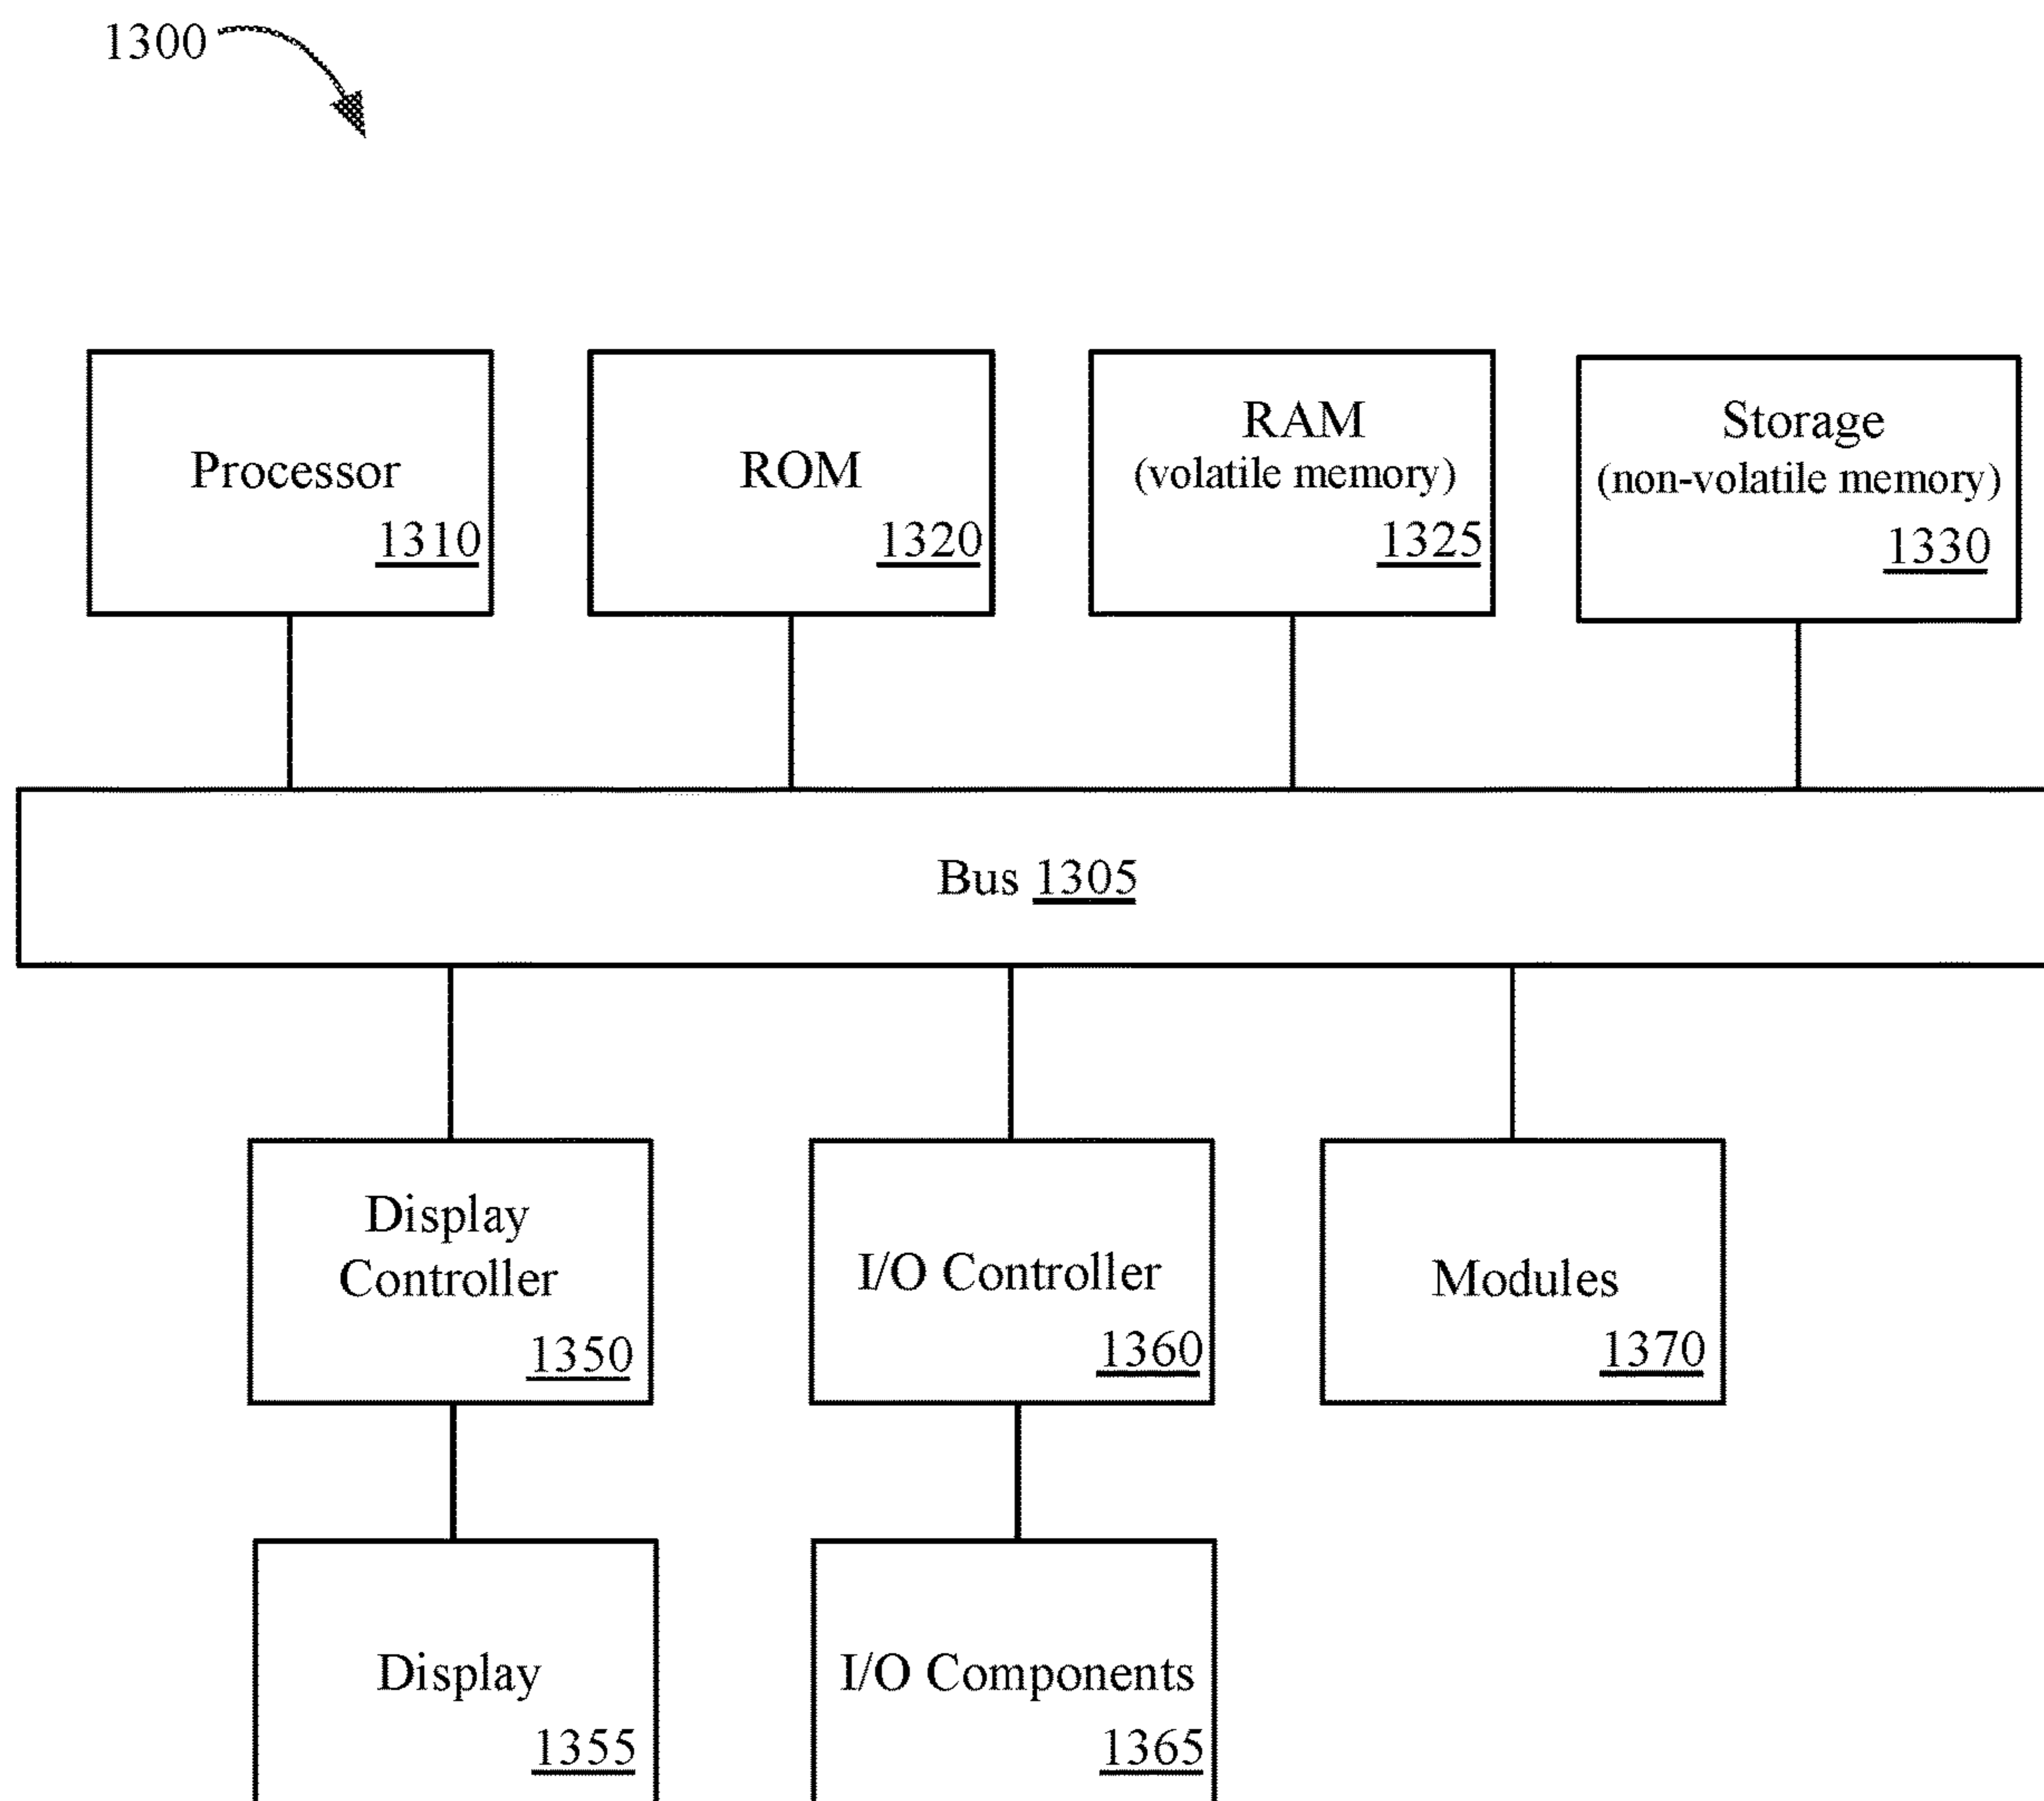 1300
Processor
1310
ROM
1320
RAM
(volatile memory)
1325
Storage
(non-volatile memory)
1330
Bus 1305
Display
Controller
1350
I/O Controller
1360
Modules
1370
Display
1355
I/O Components
1365